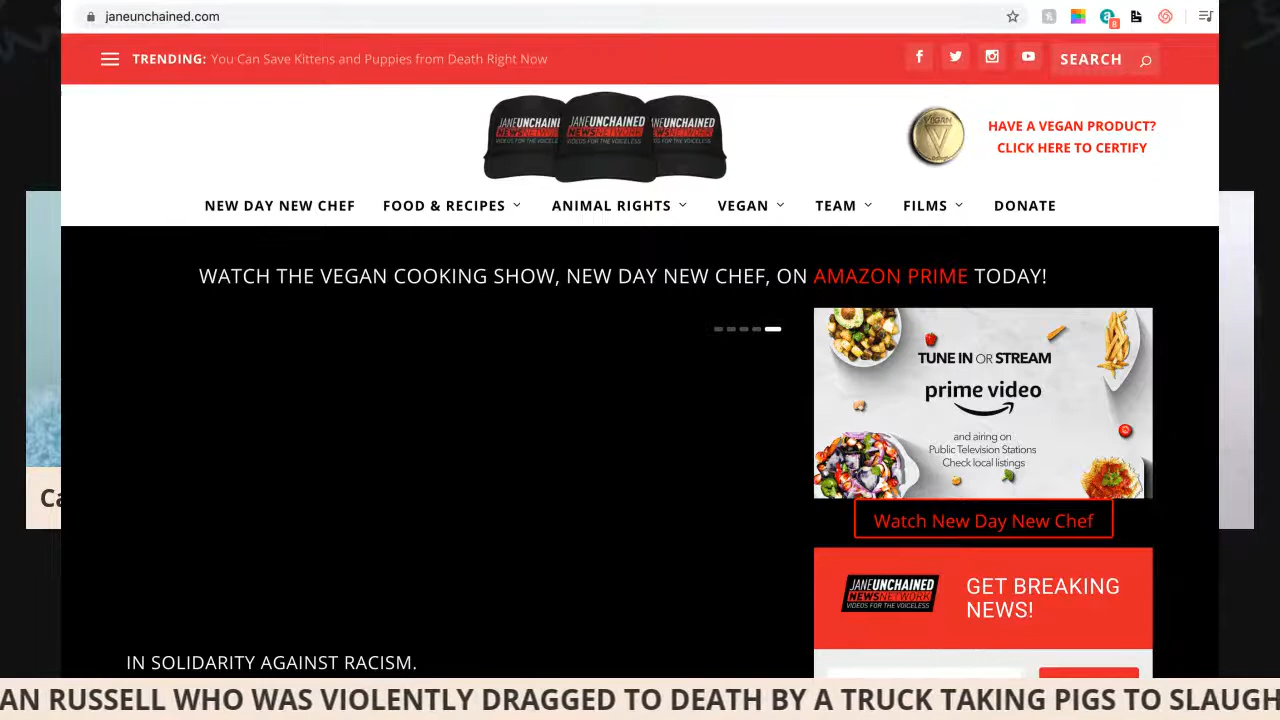 janeunchained.com
8
TRENDING: You Can Save Kittens and Puppies from Death Right Now
SEARCH
JANEUNCHAINED
NEWSNETWORK
VIDEOS FOR THE VOICELESS
VEGAN
HAVE A VEGAN PRODUCT?
CLICK HERE TO CERTIFY
NEW DAY NEW CHEF FOOD & RECIPES ANIMAL RIGHTS VEGAN TEAM FILMS DONATE
WATCH THE VEGAN COOKING SHOW, NEW DAY NEW CHEF, ON AMAZON PRIME TODAY!
TUNE IN OR STREAM
prime video
and airing on
Public Television Stations
Check local listings
Watch New Day New Chef
JANEUNCHAINED
NEWSNETWORK
VIDEOS FOR THE VOICELESS
GET BREAKING
NEWS!
Ca
IN SOLIDARITY AGAINST RACISM.
AN RUSSELL WHO WAS VIOLENTLY DRAGGED TO DEATH BY A TRUCK TAKING PIGS TO SLAUGH